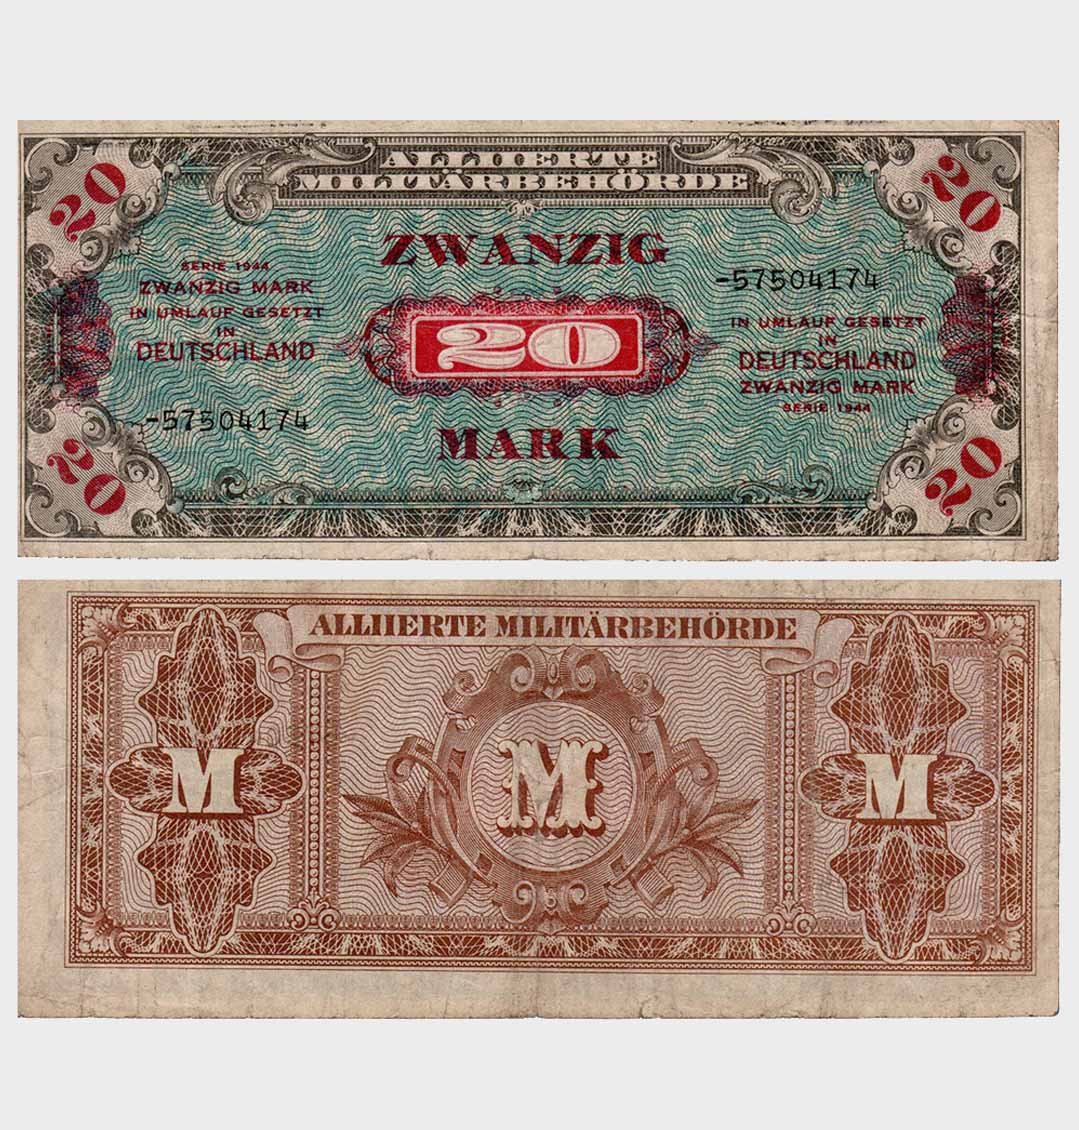 ALLIIERTE
MILITÄRBEHÖRDE
20
20
ZWANZIG
SERIE 1944
ZWANZIG MARK
IN UMLAUF GESETZT
IN
DEUTSCHLAND
-57504174
20
-57504174
IN UMLAUF GESETZT
IN
DEUTSCHLAND
ZWANZIG MARK
SERIE 1944
MARK
20
20
ALLIIERTE MILITÄRBEHÖRDE
M
M
M